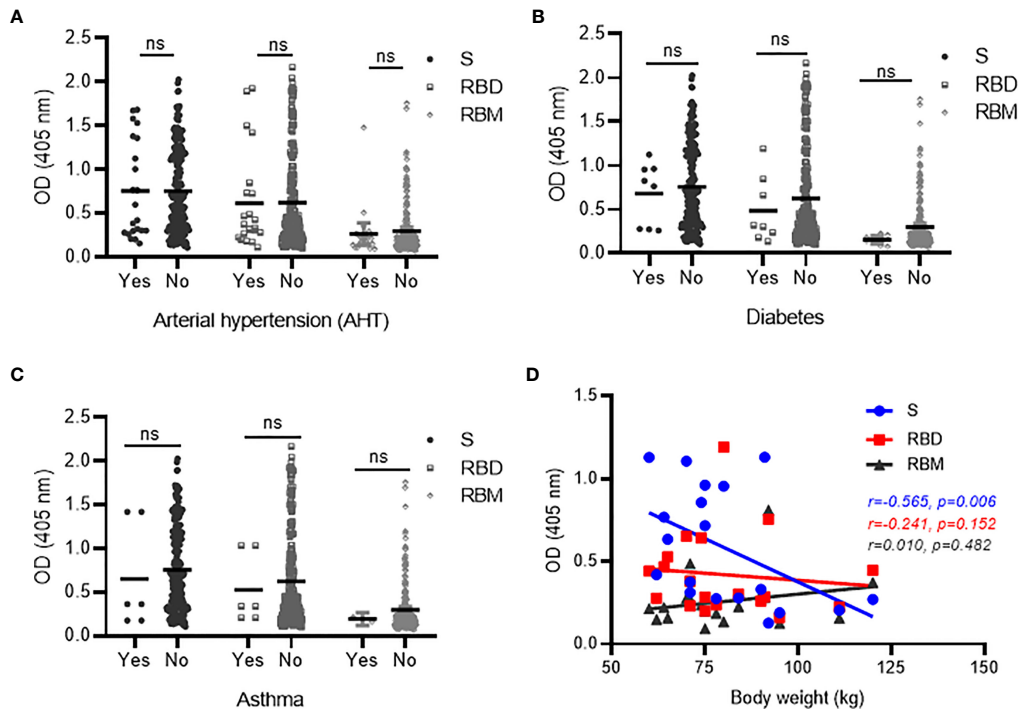 A
OD (405 nm)
2.5
2.0
1.5
1.0
0.5
0.0
ns
ns
ns
S
RBD
RBM
Yes No Yes No Yes No
Arterial hypertension (AHT)
B
OD (405 nm)
2.5
2.0
1.5
1.0
0.5
0.0
ns
ns
ns
S
RBD
RBM
Yes No Yes No Yes No
Diabetes
C
OD (405 nm)
2.5
2.0
1.5
1.0
0.5
0.0
ns
ns
ns
S
RBD
RBM
Yes No Yes No Yes No
Asthma
D
OD (405 nm)
1.5
1.0
0.5
0.0
S
RBD
RBM
r=-0.565, p=0.006
r=-0.241, p=0.152
r=0.010, p=0.482
50 75 100 125 150
Body weight (kg)